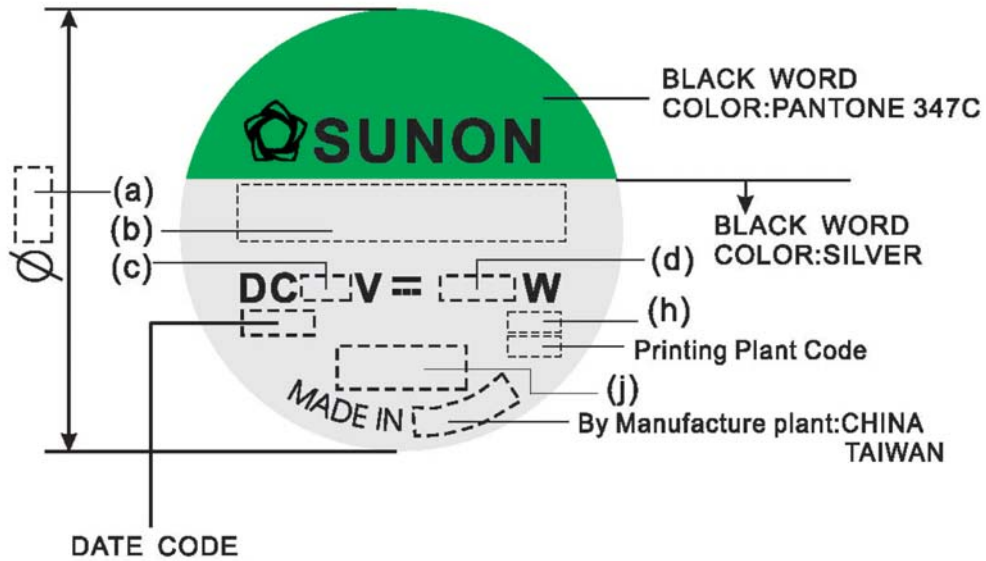 BLACK WORD
COLOR:PANTONE 347C
SUNON
(a)
(b)
BLACK WORD
COLOR:SILVER
(c)
(d)
Ø
DC V W
(h)
Printing Plant Code
(j)
MADE IN
By Manufacture plant:CHINA
TAIWAN
DATE CODE